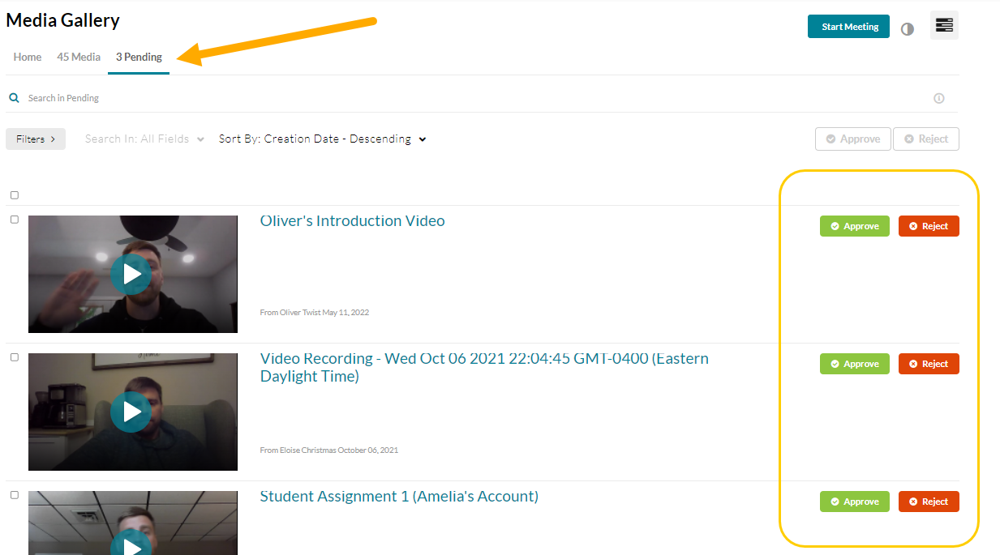 Media Gallery
Start Meeting
Home 45 Media 3 Pending
Search in Pending
Filters Search In: All Fields Sort By: Creation Date - Descending Approve Reject
Oliver's Introduction Video
Approve Reject
From Oliver Twist May 11, 2022
Video Recording - Wed Oct 06 2021 22:04:45 GMT-0400 (Eastern
Daylight Time)
Approve Reject
From Eloise Christmas October 06, 2021
Student Assignment 1 (Amelia's Account)
Approve Reject